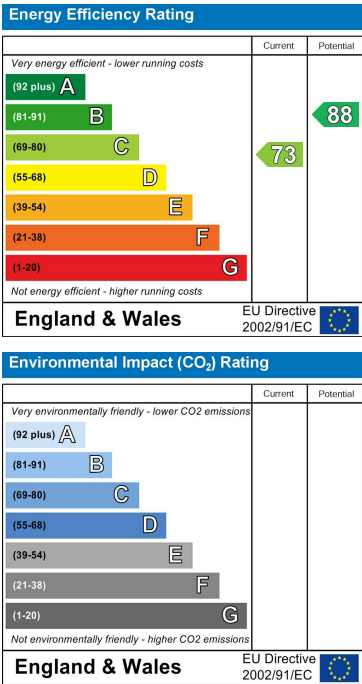 Energy Efficiency Rating
Current Potential
Very energy efficient - lower running costs
(92 plus) A
(81-91) B
(69-80) C
(55-68) D
(39-54) E
(21-38) F
(1-20) G
73
88
Not energy efficient - higher running costs
England & Wales
EU Directive
2002/91/EC
Environmental Impact (CO₂) Rating
Current Potential
Very environmentally friendly - lower CO2 emissions
(92 plus) A
(81-91) B
(69-80) C
(55-68) D
(39-54) E
(21-38) F
(1-20) G
Not environmentally friendly - higher CO2 emissions
England & Wales
EU Directive
2002/91/EC